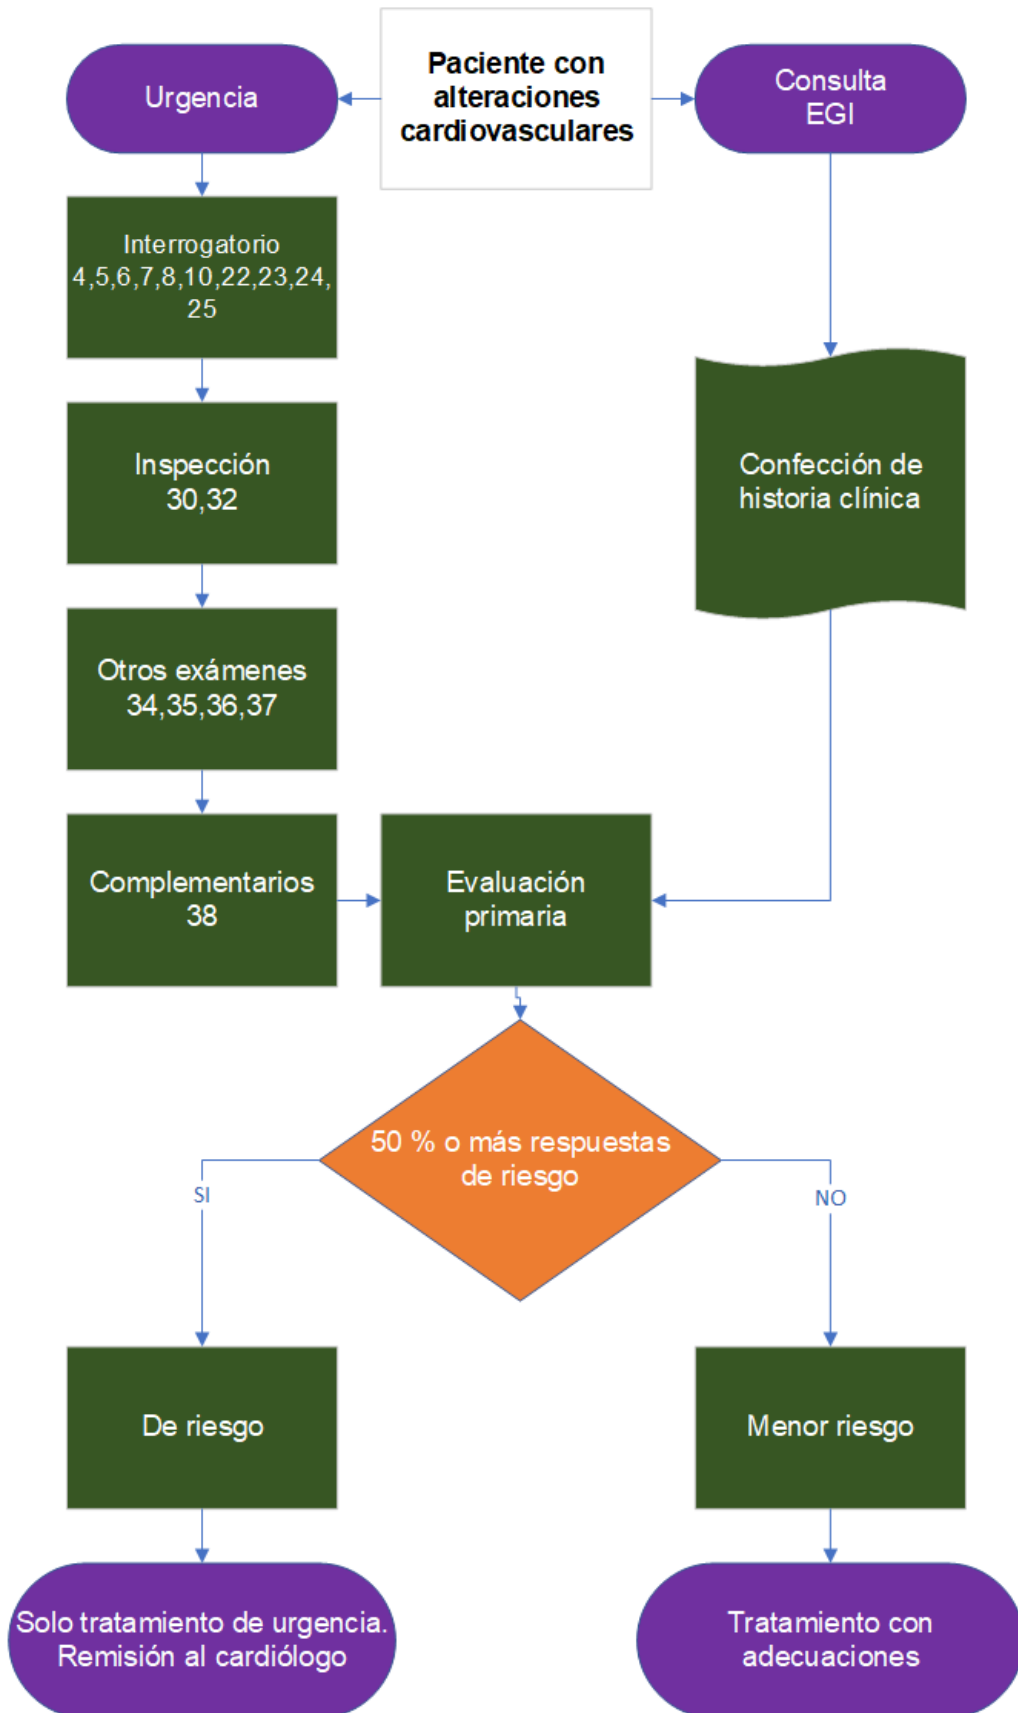 Paciente con
alteraciones
cardiovasculares
Urgencia
Consulta
EGI
Interrogatorio
4,5,6,7,8,10,22,23,24,
25
Inspección
30,32
Confección de
historia clínica
Otros exámenes
34,35,36,37
Complementarios
38
Evaluación
primaria
50 % o más respuestas
de riesgo
SI
NO
De riesgo
Menor riesgo
Solo tratamiento de urgencia.
Remisión al cardiólogo
Tratamiento con
adecuaciones